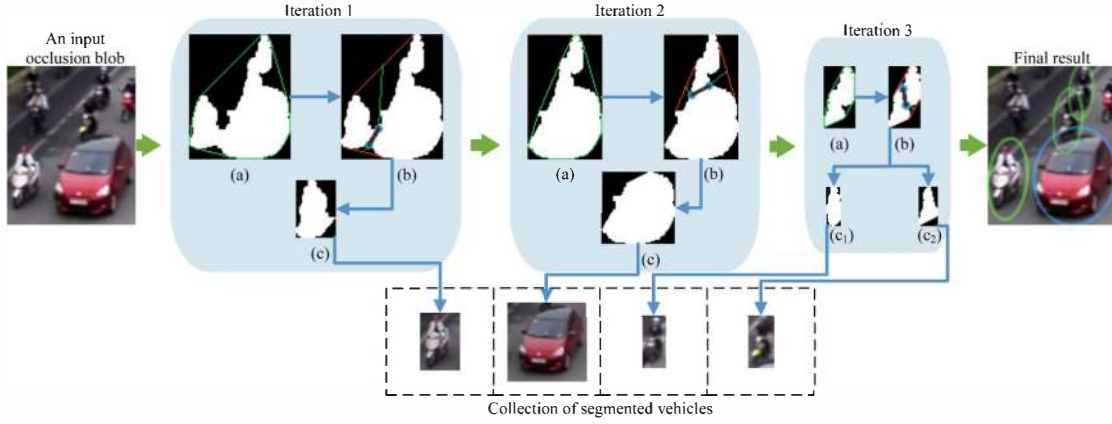 Iteration 1
Iteration 2
Iteration 3
An input
occlusion blob
Final result
(a)
(b)
(c)
(a)
(b)
(c)
(a)
(b)
(c1)
(c2)
Collection of segmented vehicles